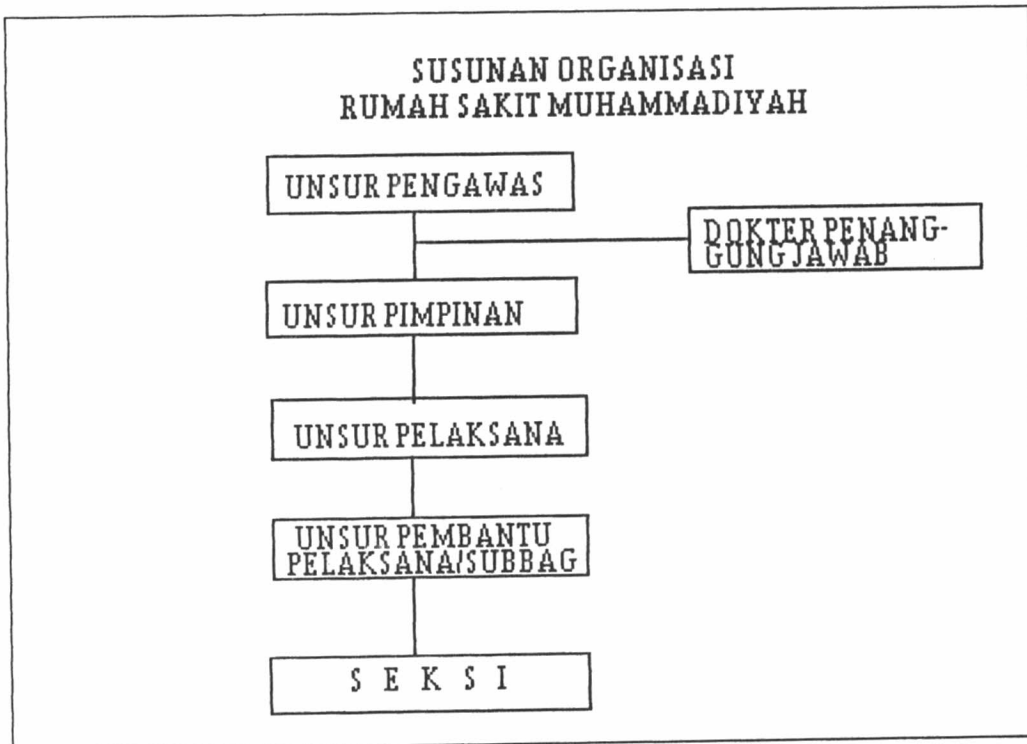 SUSUNAN ORGANISASI
RUMAH SAKIT MUHAMMADIYAH
UNSUR PENGAWAS
DOKTER PENANG-
GUNG JAWAB
UNSUR PIMPINAN
UNSUR PELAKSANA
UNSUR PEMBANTU
PELAKSANA/SUBBAG
S E K S I